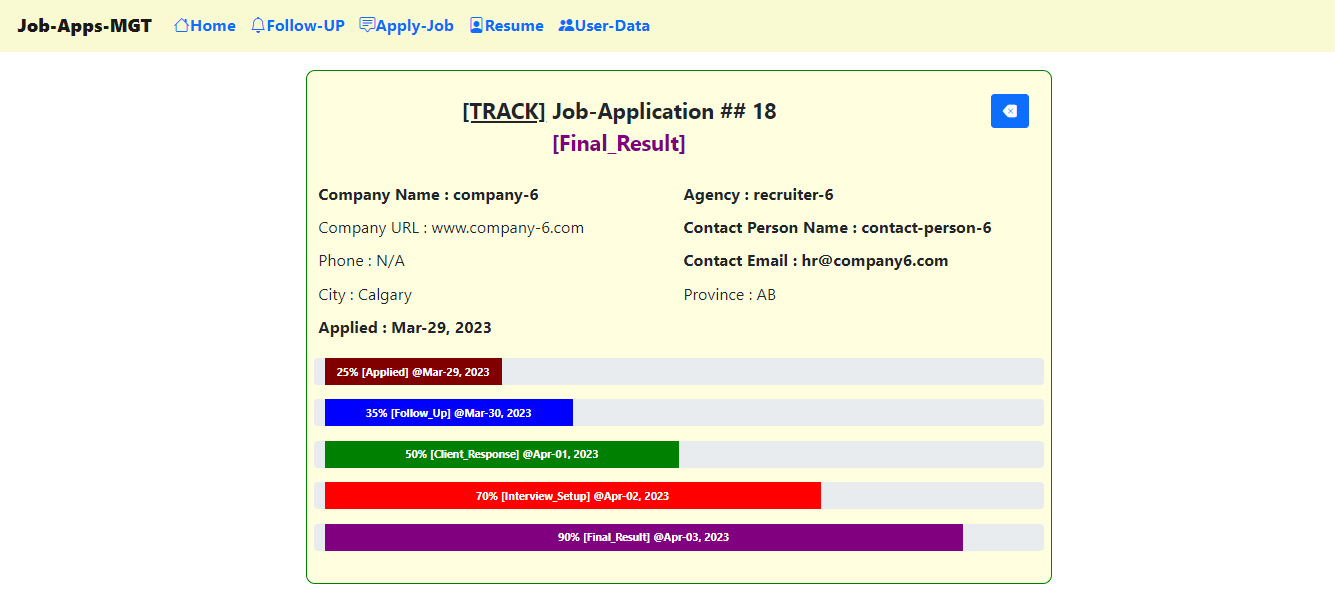 Job-Apps-MGT Home Follow-UP Apply-Job Resume User-Data
[TRACK] Job-Application ## 18
[Final_Result]
Company Name : company-6 Agency : recruiter-6
Company URL : www.company-6.com Contact Person Name : contact-person-6
Phone : N/A Contact Email : hr@company6.com
City : Calgary Province : AB
Applied : Mar-29, 2023
25% [Applied] @Mar-29, 2023
35% [Follow_Up] @Mar-30, 2023
50% [Client_Response] @Apr-01, 2023
70% [Interview_Setup] @Apr-02, 2023
90% [Final_Result] @Apr-03, 2023